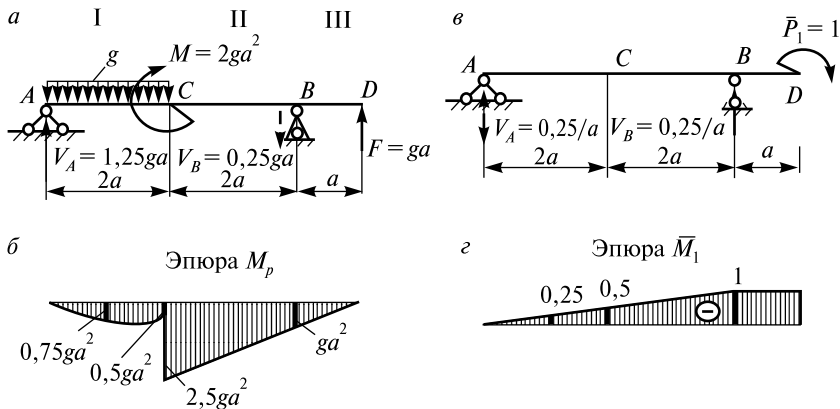 а
I
II
III
g
M = 2ga²
A
C
B
D
V_A = 1,25ga
V_B = 0,25ga
F = ga
2a
2a
a
в
P̄₁ = 1
A
C
B
D
V_A = 0,25/a
V_B = 0,25/a
2a
2a
a
б
Эпюра M_p
0,75ga²
0,5ga²
2,5ga²
ga²
г
Эпюра M̄₁
0,25
0,5
1
−